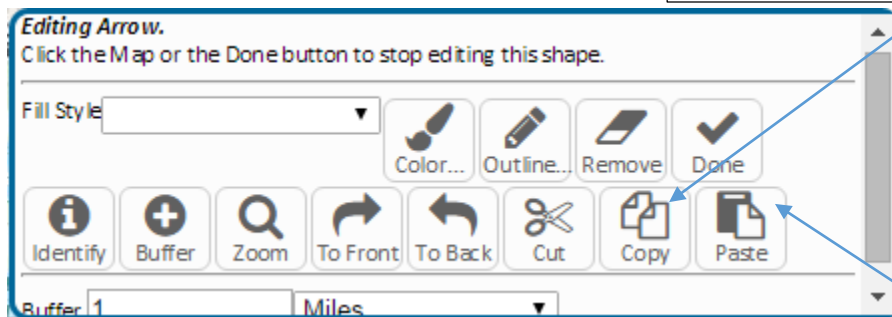 Editing Arrow.
Click the Map or the Done button to stop editing this shape.
Fill Style
Color... Outline... Remove Done
Identify Buffer Zoom To Front To Back Cut Copy Paste
Buffer 1 Miles